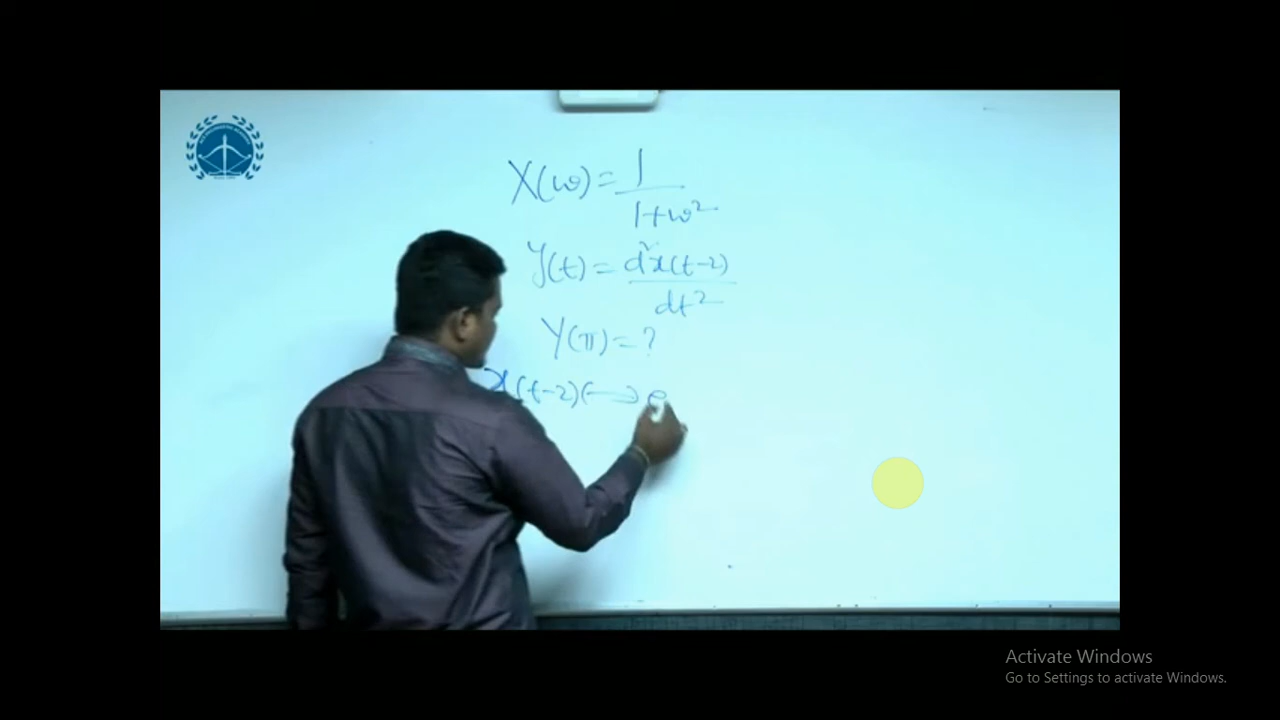 X(ω) = 1/(1+ω²)
y(t) = d²x(t-2)/dt²
Y(π) = ?
x(t-2) ⟷ e
Activate Windows
Go to Settings to activate Windows.